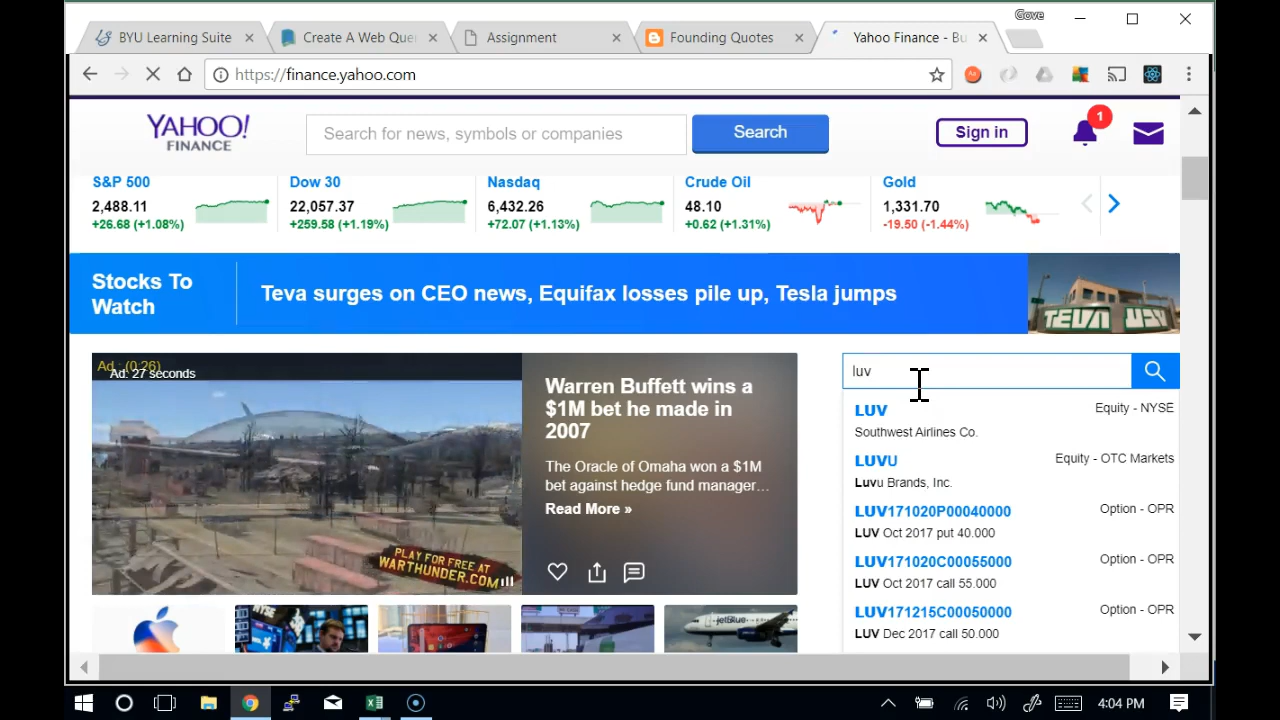 Gove
BYU Learning Suite
Create A Web Que
Assignment
Founding Quotes
Yahoo Finance - Bu
https://finance.yahoo.com
YAHOO!
FINANCE
Search for news, symbols or companies
Search
Sign in
1
S&P 500
2,488.11
+26.68 (+1.08%)
Dow 30
22,057.37
+259.58 (+1.19%)
Nasdaq
6,432.26
+72.07 (+1.13%)
Crude Oil
48.10
+0.62 (+1.31%)
Gold
1,331.70
-19.50 (-1.44%)
Stocks To
Watch
Teva surges on CEO news, Equifax losses pile up, Tesla jumps
TEVA
Ad : (0:26)
Ad: 27 seconds
PLAY FOR FREE AT
WARTHUNDER.COM
Warren Buffett wins a
$1M bet he made in
2007
The Oracle of Omaha won a $1M
bet against hedge fund manager…
Read More »
luv
LUV
Equity - NYSE
Southwest Airlines Co.
LUVU
Equity - OTC Markets
Luvu Brands, Inc.
LUV171020P00040000
Option - OPR
LUV Oct 2017 put 40.000
LUV171020C00055000
Option - OPR
LUV Oct 2017 call 55.000
LUV171215C00050000
Option - OPR
LUV Dec 2017 call 50.000
NYSE
jetBlue
4:04 PM